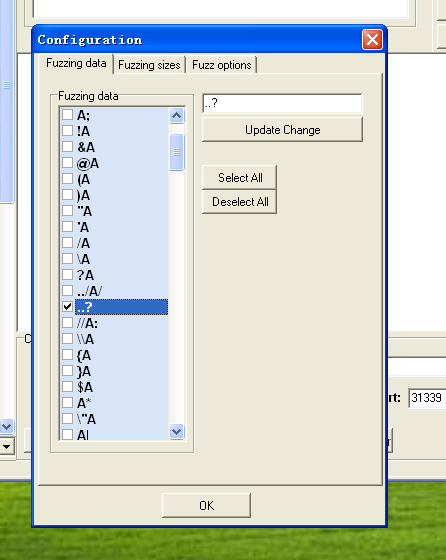 Configuration
Fuzzing data
Fuzzing sizes
Fuzz options
Fuzzing data
A;
!A
&A
@A
(A
)A
"A
'A
/A
\A
?A
../A/
..?
//A:
\\A
{A
}A
$A
A*
\"A
A|
..?
Update Change
Select All
Deselect All
rt: 31339
OK